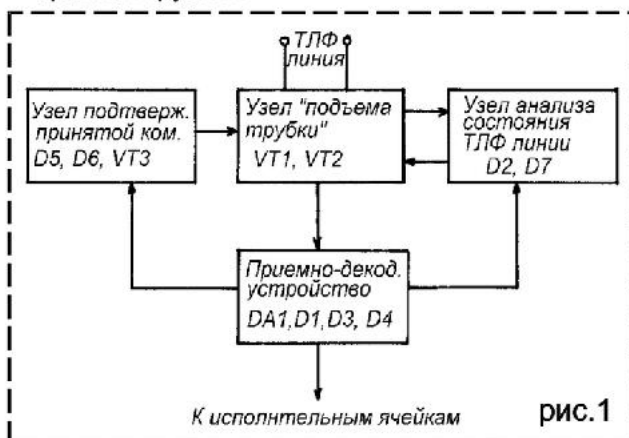 ТЛФ
линия
Узел подтверж.
принятой ком.
D5, D6, VT3
Узел "подъема
трубки"
VT1, VT2
Узел анализа
состояния
ТЛФ линии
D2, D7
Приемно-декод.
устройство
DA1,D1,D3, D4
К исполнтельным ячейкам
рис.1